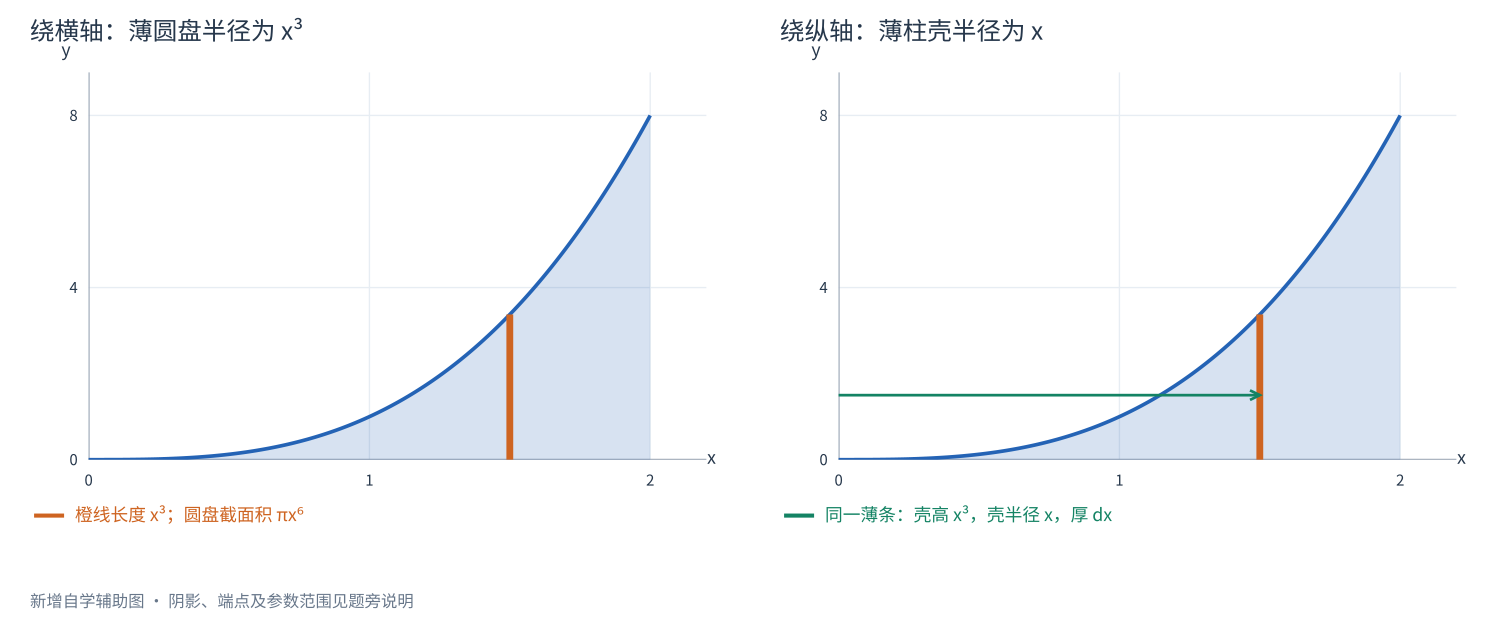 绕横轴：薄圆盘半径为 x³
y
8
4
0
0 1 2
x
橙线长度 x³；圆盘截面积 πx⁶
绕纵轴：薄柱壳半径为 x
y
8
4
0
0 1 2
x
同一薄条：壳高 x³，壳半径 x，厚 dx
新增自学辅助图 · 阴影、端点及参数范围见题旁说明